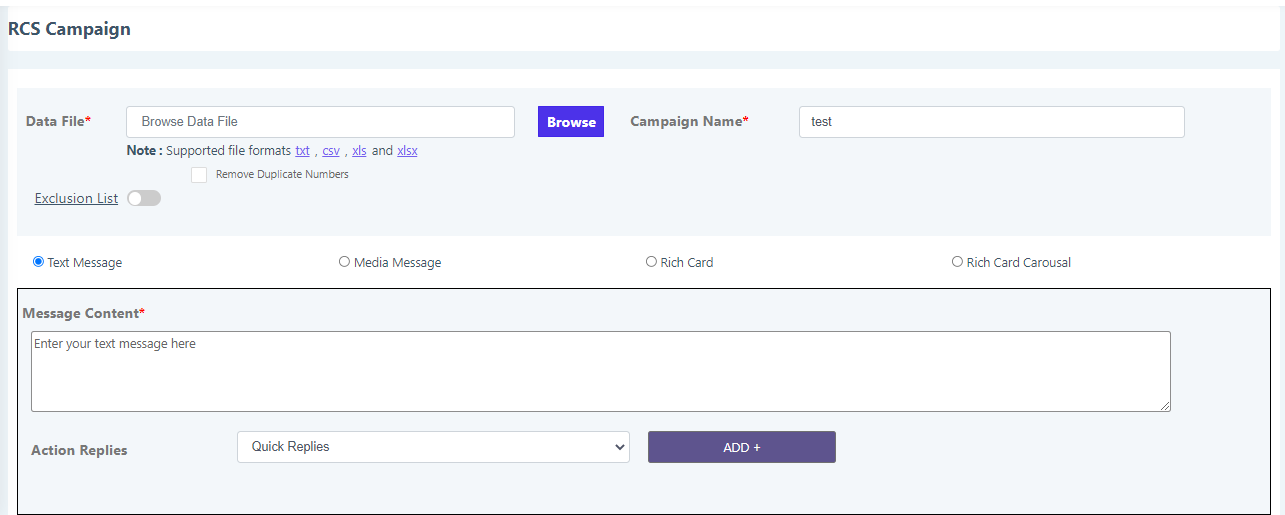 RCS Campaign
Data File* Browse Data File Browse Campaign Name* test
Note : Supported file formats txt , csv , xls and xlsx
Remove Duplicate Numbers
Exclusion List
Text Message Media Message Rich Card Rich Card Carousal
Message Content*
Enter your text message here
Action Replies Quick Replies ADD +